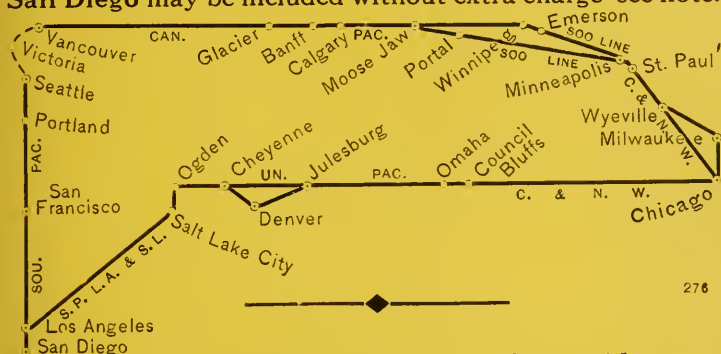 San Diego may be included without extra charge see note.
Vancouver
Victoria
Seattle
Portland
PAC.
San
Francisco
SOU.
Los Angeles
San Diego
CAN.
Glacier
Banff
Calgary
PAC.
Moose Jaw
Portal
Winnipeg
Emerson
SOO LINE
SOO LINE
Minneapolis
St. Paul
C. & N. W.
Wyeville
Milwaukee
Chicago
Ogden
Cheyenne
UN.
Julesburg
PAC.
Omaha
Council
Bluffs
C. & N. W.
Denver
Salt Lake City
S.P. L.A. & S.L.
276